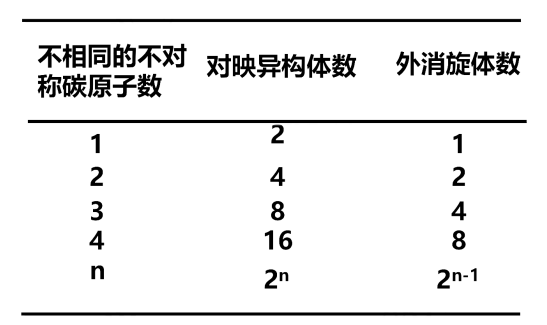 不相同的不对称碳原子数 对映异构体数 外消旋体数
1 2 1
2 4 2
3 8 4
4 16 8
n 2ⁿ 2ⁿ⁻¹